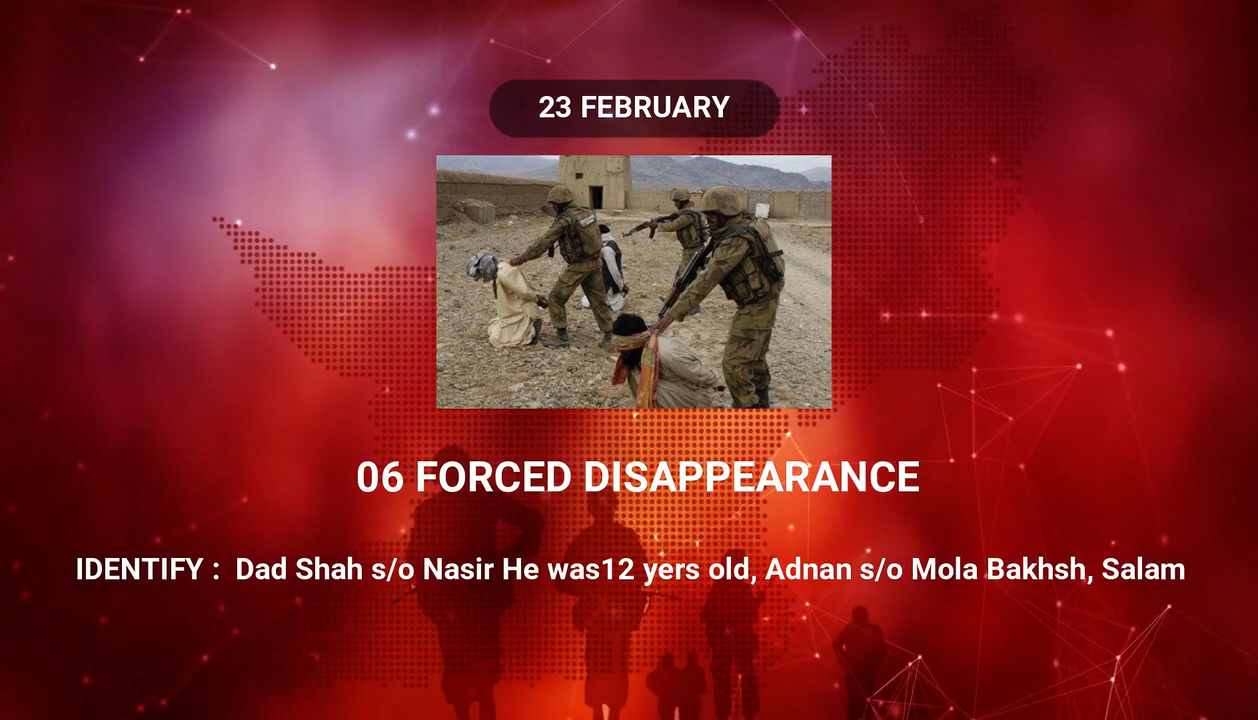 23 FEBRUARY
06 FORCED DISAPPEARANCE
IDENTIFY : Dad Shah s/o Nasir He was12 yers old, Adnan s/o Mola Bakhsh, Salam